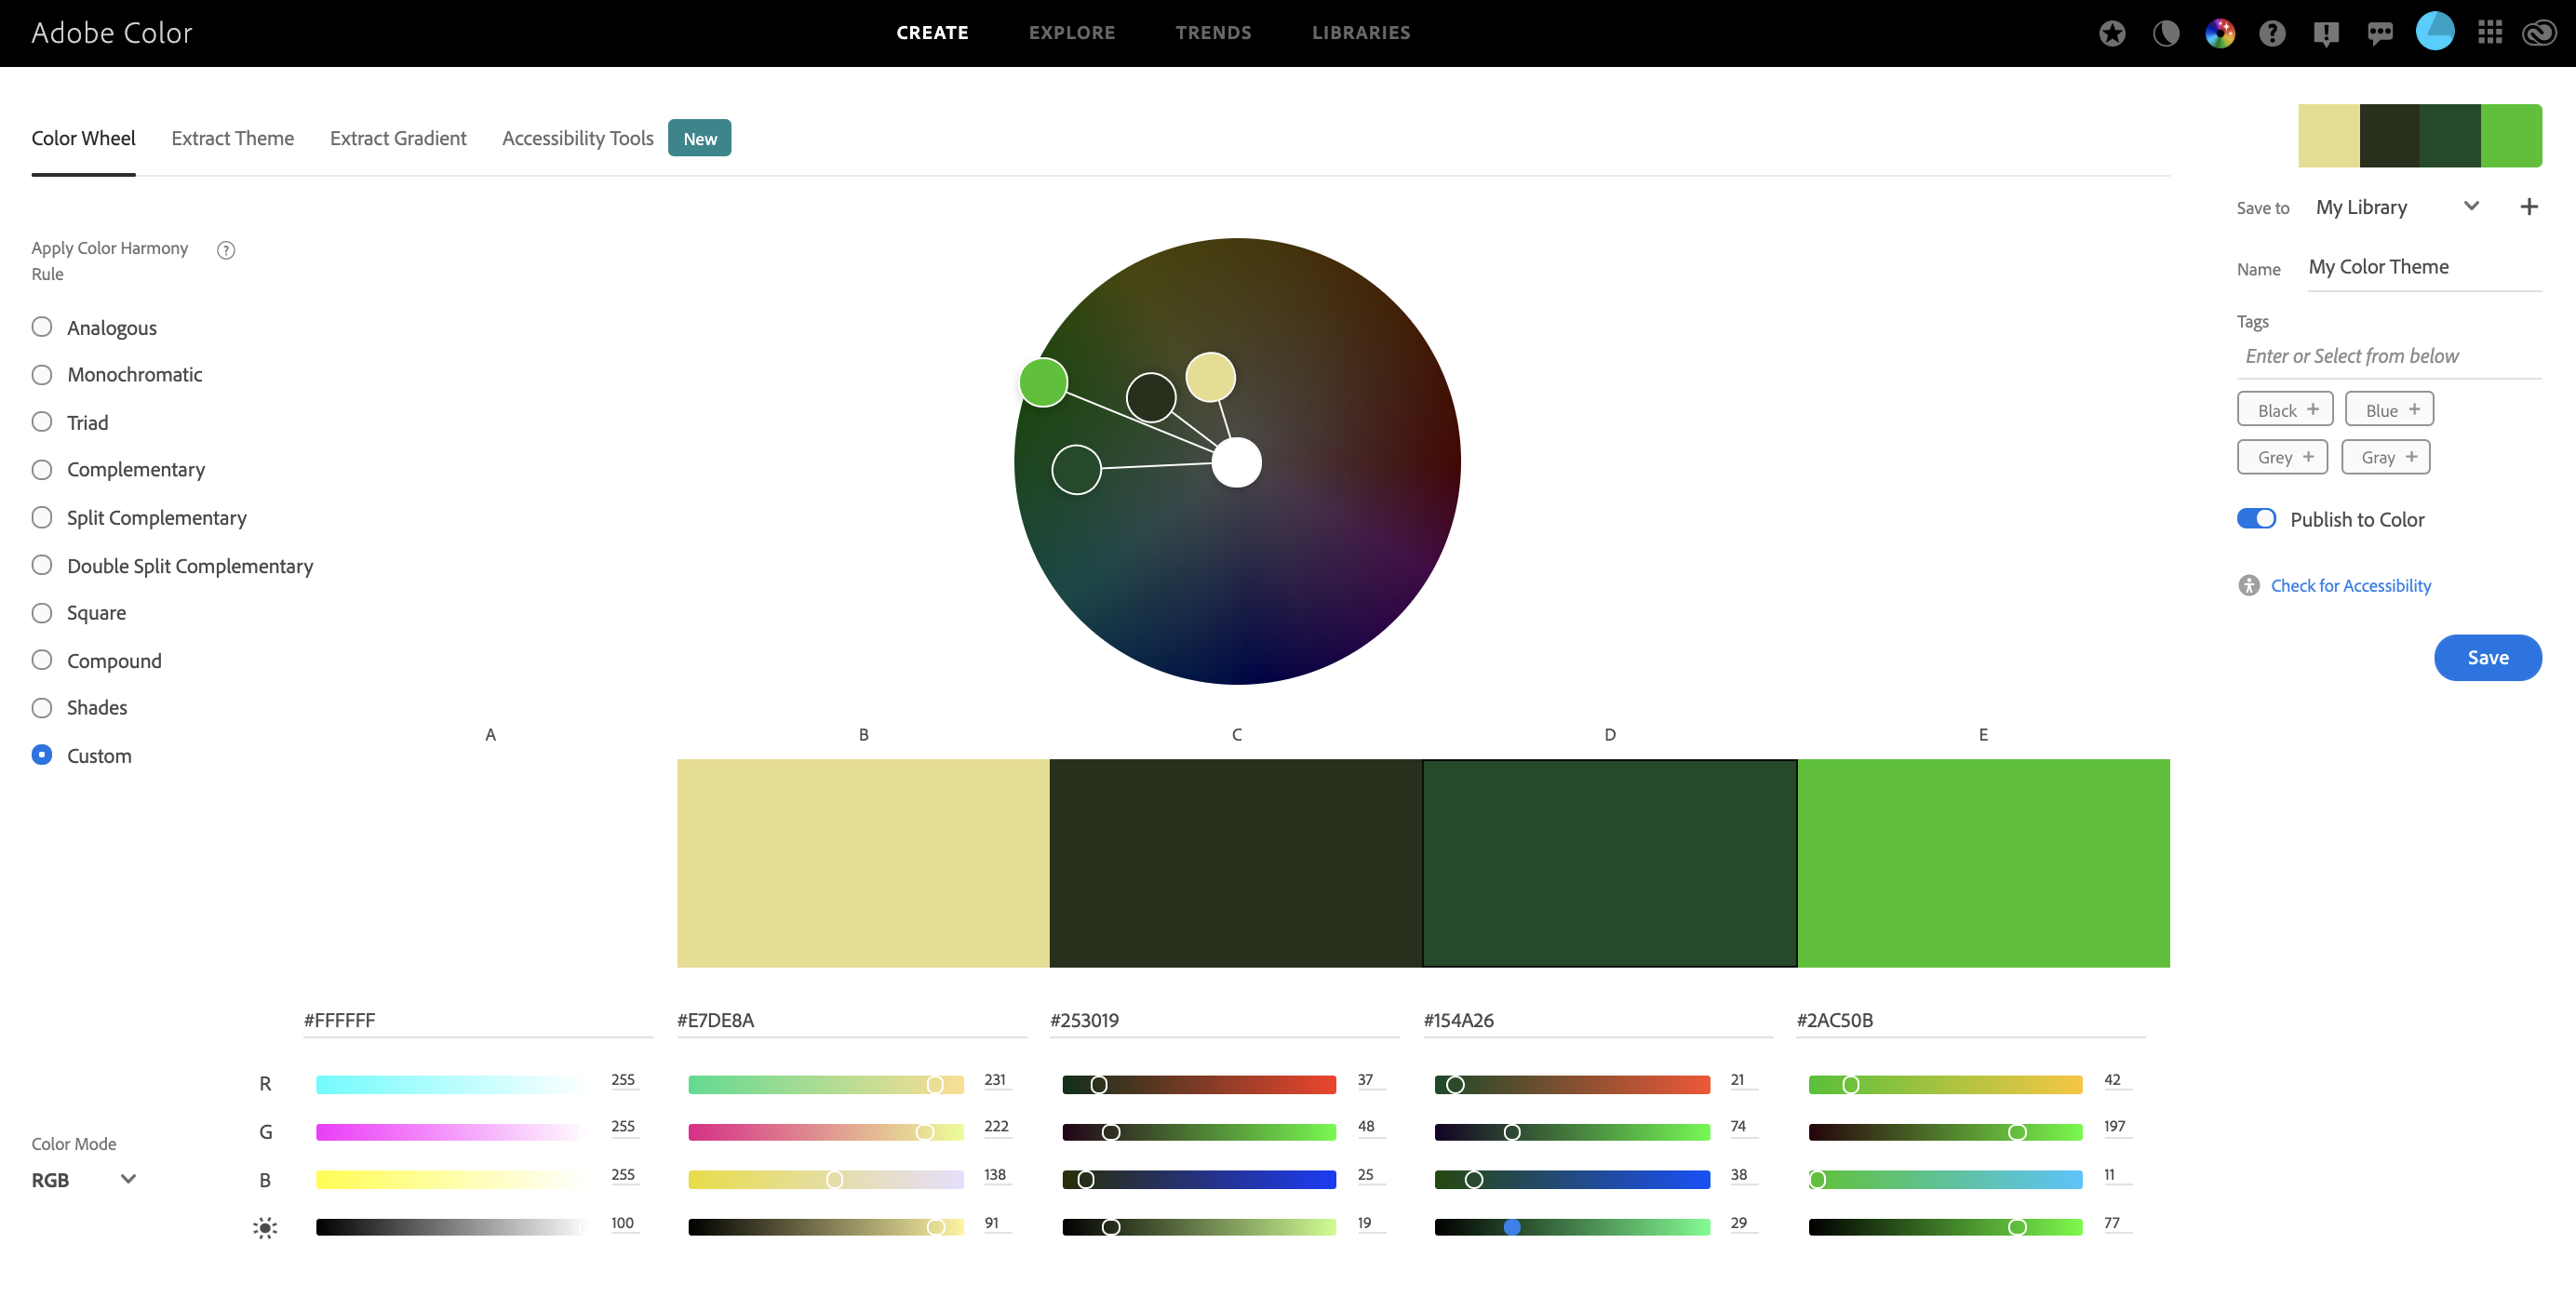 Adobe Color
CREATE EXPLORE TRENDS LIBRARIES
Color Wheel Extract Theme Extract Gradient Accessibility Tools New
Apply Color Harmony
Rule
Analogous
Monochromatic
Triad
Complementary
Split Complementary
Double Split Complementary
Square
Compound
Shades
Custom
Save to My Library
Name My Color Theme
Tags
Enter or Select from below
Black + Blue +
Grey + Gray +
Publish to Color
Check for Accessibility
Save
A B C D E
#FFFFFF #E7DE8A #253019 #154A26 #2AC50B
R 255 231 37 21 42
G 255 222 48 74 197
Color Mode
RGB
B 255 138 25 38 11
100 91 19 29 77